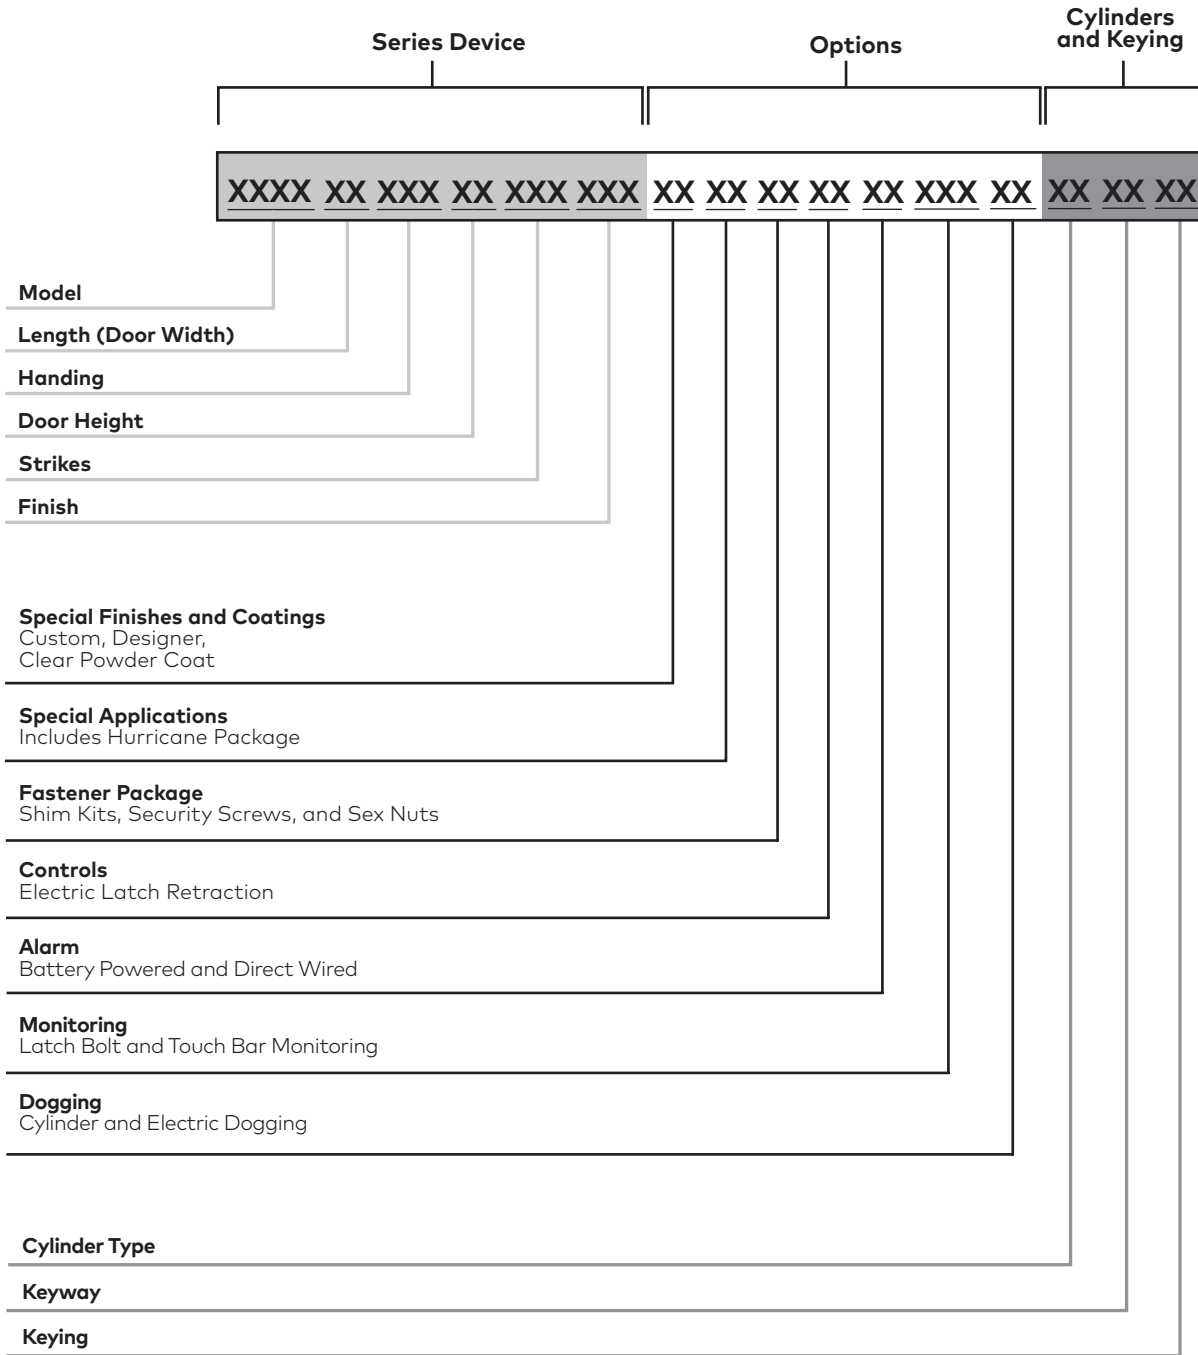 Series Device
Options
Cylinders
and Keying
XXXX XX XXX XX XXX XXX XX XX XX XX XX XXX XX XX XX XX
Model
Length (Door Width)
Handing
Door Height
Strikes
Finish
Special Finishes and Coatings
Custom, Designer,
Clear Powder Coat
Special Applications
Includes Hurricane Package
Fastener Package
Shim Kits, Security Screws, and Sex Nuts
Controls
Electric Latch Retraction
Alarm
Battery Powered and Direct Wired
Monitoring
Latch Bolt and Touch Bar Monitoring
Dogging
Cylinder and Electric Dogging
Cylinder Type
Keyway
Keying